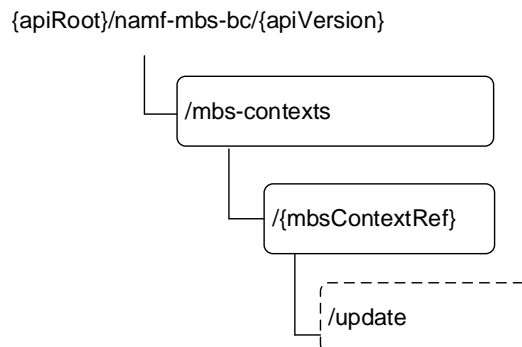 {apiRoot}/namf-mbs-bc/{apiVersion}
/mbs-contexts
/{mbsContextRef}
/update